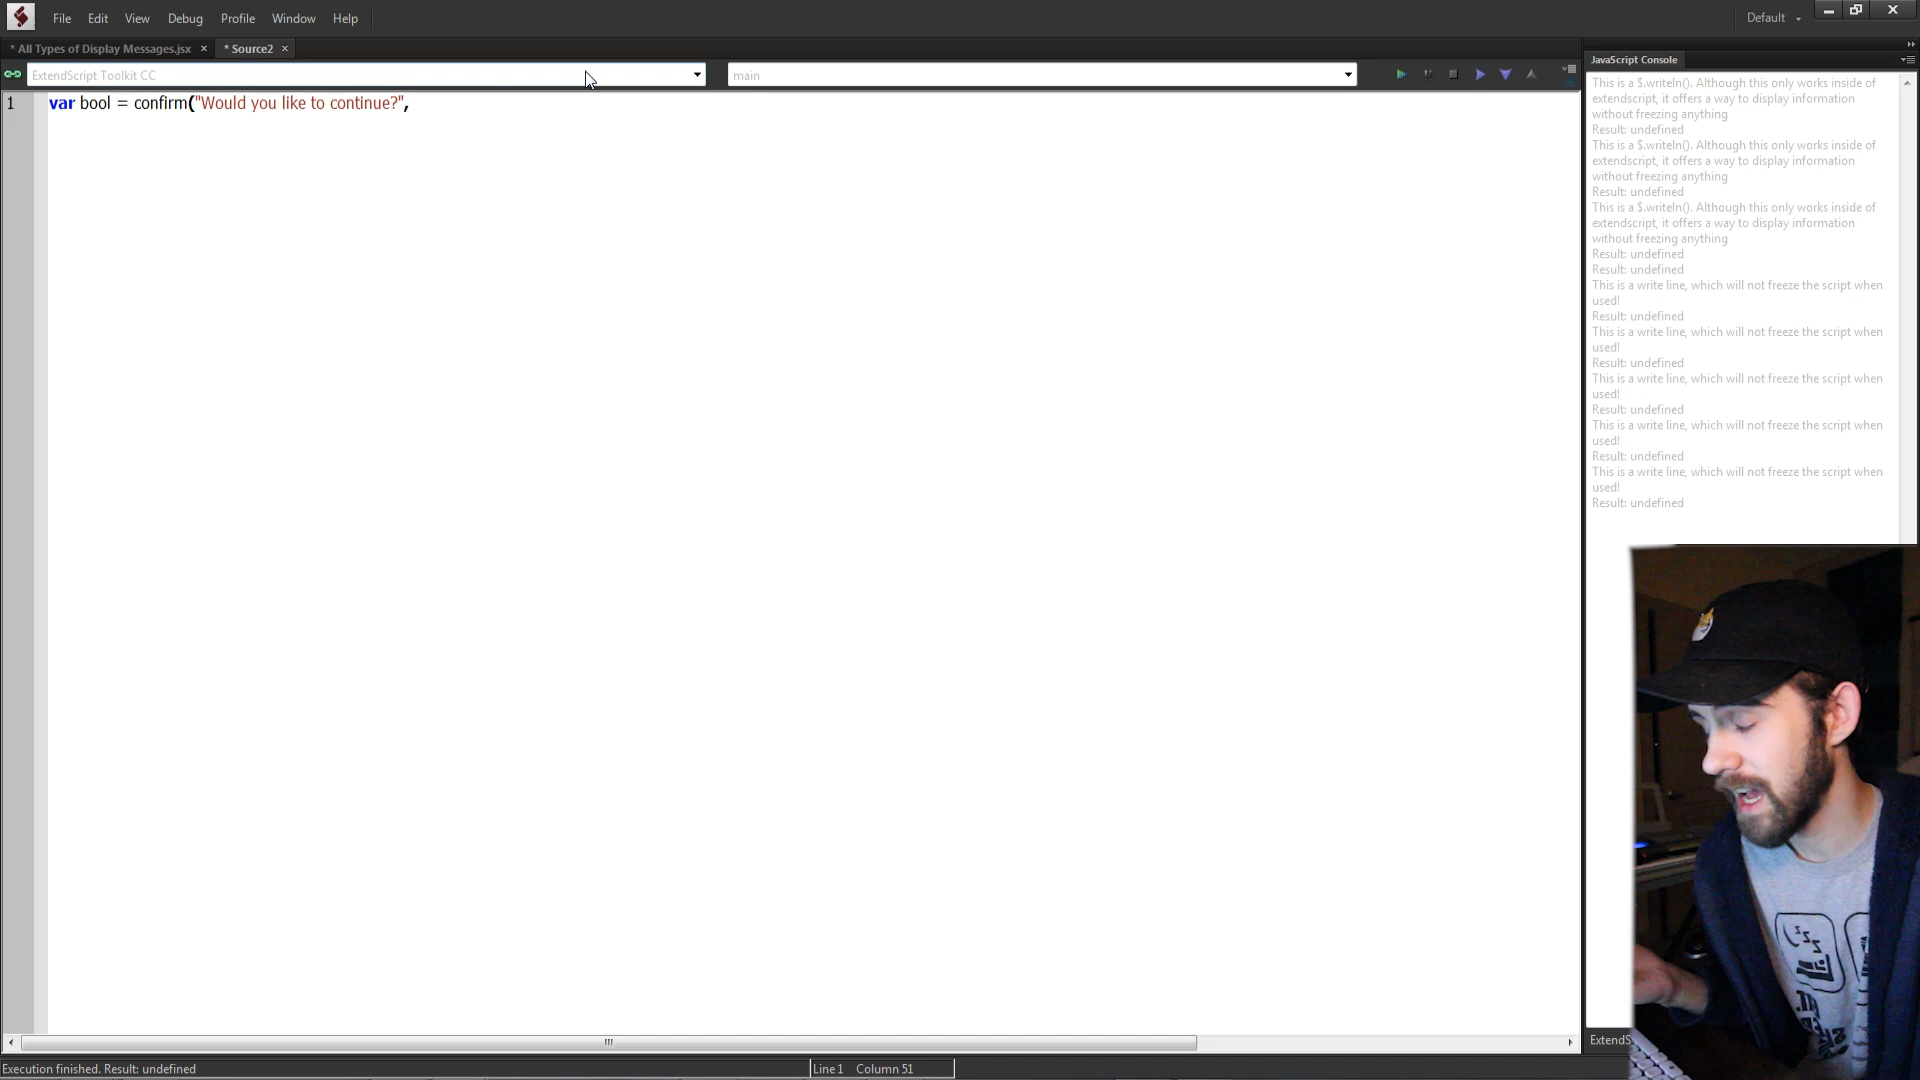 File Edit View Debug Profile Window Help
Default
* All Types of Display Messages.jsx × * Source2 ×
ExtendScript Toolkit CC
main
JavaScript Console
1 var bool = confirm("Would you like to continue?",
This is a $.writeln(). Although this only works inside of
extendscript, it offers a way to display information
without freezing anything
Result: undefined
This is a $.writeln(). Although this only works inside of
extendscript, it offers a way to display information
without freezing anything
Result: undefined
This is a $.writeln(). Although this only works inside of
extendscript, it offers a way to display information
without freezing anything
Result: undefined
Result: undefined
This is a write line, which will not freeze the script when
used!
Result: undefined
This is a write line, which will not freeze the script when
used!
Result: undefined
This is a write line, which will not freeze the script when
used!
Result: undefined
This is a write line, which will not freeze the script when
used!
Result: undefined
This is a write line, which will not freeze the script when
used!
Result: undefined
ExtendS
Execution finished. Result: undefined
Line 1 Column 51